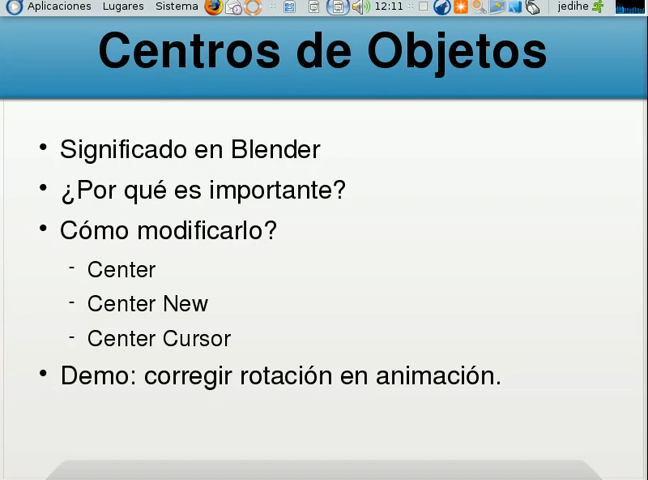 Aplicaciones Lugares Sistema 12:11 jedihe
Centros de Objetos
• Significado en Blender
• ¿Por qué es importante?
• Cómo modificarlo?
- Center
- Center New
- Center Cursor
• Demo: corregir rotación en animación.